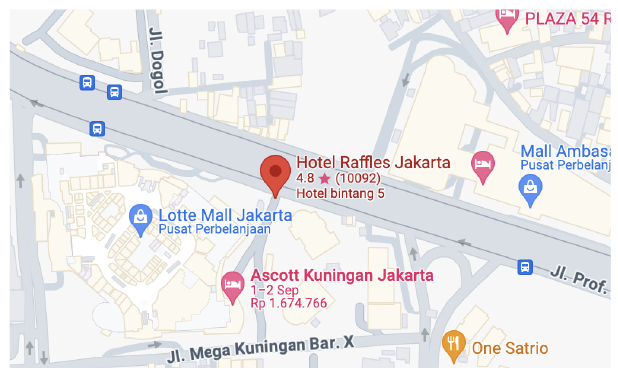 PLAZA 54 R
Jl. Dogol
Hotel Raffles Jakarta
4.8 ★ (10092)
Hotel bintang 5
Mall Ambasa
Pusat Perbelanj
Lotte Mall Jakarta
Pusat Perbelanjaan
Ascott Kuningan Jakarta
1–2 Sep
Rp 1.674.766
Jl. Prof.
Jl. Mega Kuningan Bar. X
One Satrio